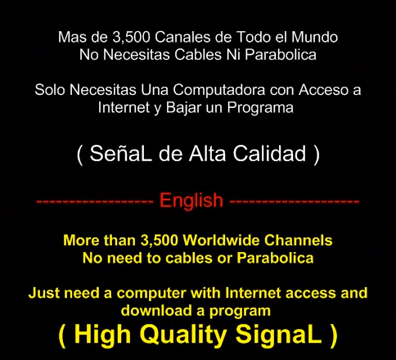 Mas de 3,500 Canales de Todo el Mundo
No Necesitas Cables Ni Parabolica
Solo Necesitas Una Computadora con Acceso a
Internet y Bajar un Programa
( SeñaL de Alta Calidad )
------------------ English --------------------
More than 3,500 Worldwide Channels
No need to cables or Parabolica
Just need a computer with Internet access and
download a program
( High Quality SignaL )